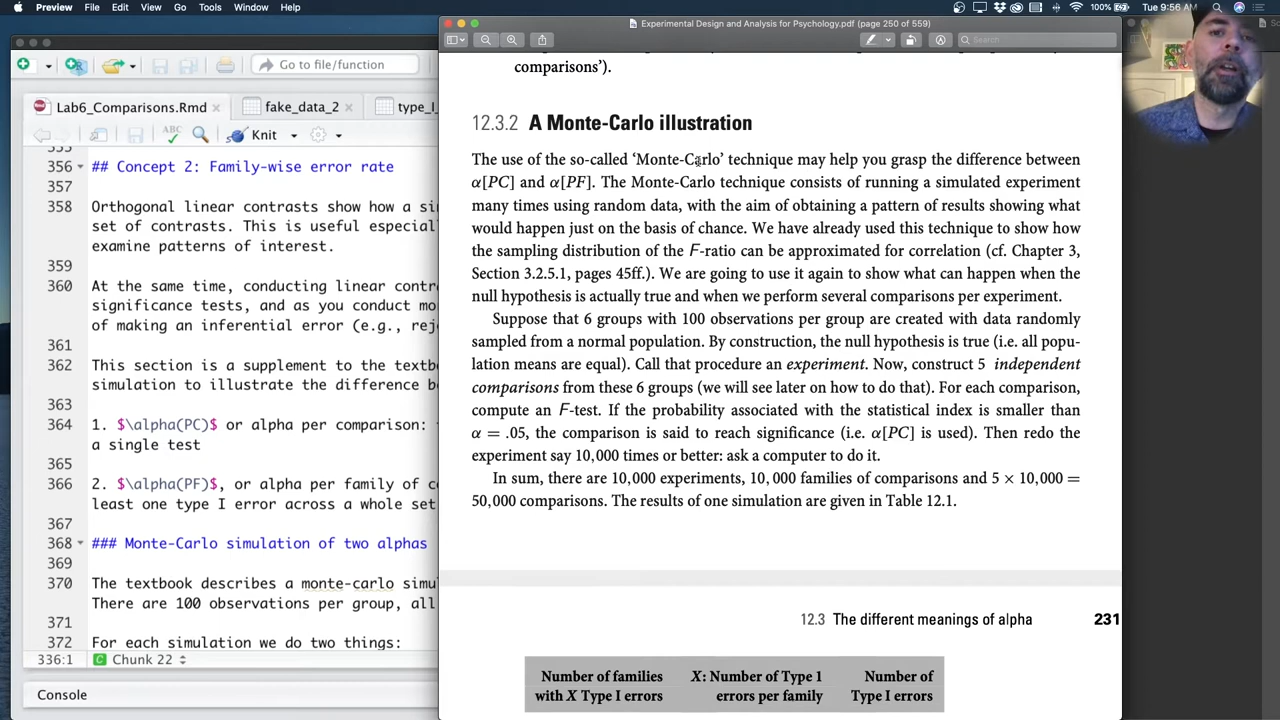 Preview File Edit View Go Tools Window Help 100% Tue 9:56 AM
Experimental Design and Analysis for Psychology.pdf (page 250 of 559)
Search
Go to file/function
Lab6_Comparisons.Rmd fake_data_2 type_I_
ABC Knit
356 ## Concept 2: Family-wise error rate
357
358 Orthogonal linear contrasts show how a si
set of contrasts. This is useful especial
examine patterns of interest.
359
360 At the same time, conducting linear contr
significance tests, and as you conduct mo
of making an inferential error (e.g., rej
361
362 This section is a supplement to the textb
simulation to illustrate the difference be
363
364 1. $\alpha(PC)$ or alpha per comparison: t
a single test
365
366 2. $\alpha(PF)$, or alpha per family of co
least one type I error across a whole set
367
368 ### Monte-Carlo simulation of two alphas
369
370 The textbook describes a monte-carlo simul
There are 100 observations per group, all
371
372 For each simulation we do two things:
336:1 Chunk 22
Console
comparisons’).
12.3.2 A Monte-Carlo illustration
The use of the so-called ‘Monte-Carlo’ technique may help you grasp the difference between
α[PC] and α[PF]. The Monte-Carlo technique consists of running a simulated experiment
many times using random data, with the aim of obtaining a pattern of results showing what
would happen just on the basis of chance. We have already used this technique to show how
the sampling distribution of the F-ratio can be approximated for correlation (cf. Chapter 3,
Section 3.2.5.1, pages 45ff.). We are going to use it again to show what can happen when the
null hypothesis is actually true and when we perform several comparisons per experiment.
Suppose that 6 groups with 100 observations per group are created with data randomly
sampled from a normal population. By construction, the null hypothesis is true (i.e. all popu-
lation means are equal). Call that procedure an experiment. Now, construct 5 independent
comparisons from these 6 groups (we will see later on how to do that). For each comparison,
compute an F-test. If the probability associated with the statistical index is smaller than
α = .05, the comparison is said to reach significance (i.e. α[PC] is used). Then redo the
experiment say 10,000 times or better: ask a computer to do it.
In sum, there are 10,000 experiments, 10,000 families of comparisons and 5 × 10,000 =
50,000 comparisons. The results of one simulation are given in Table 12.1.
12.3 The different meanings of alpha 231
Number of families X: Number of Type 1 Number of
with X Type I errors errors per family Type I errors